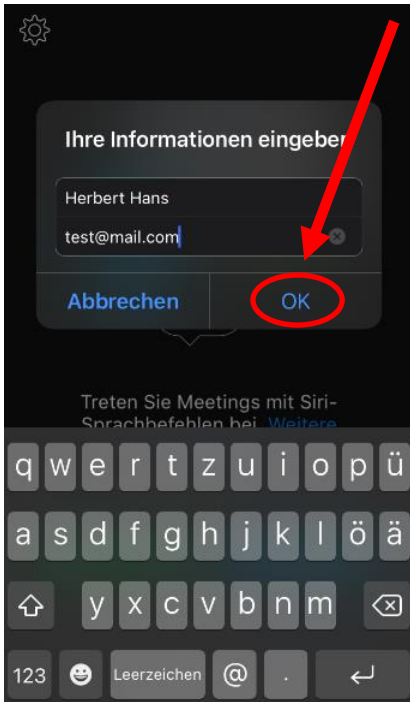 Ihre Informationen eingeben
Herbert Hans
test@mail.com
Abbrechen OK
Treten Sie Meetings mit Siri-
Sprachbefehlen bei. Weitere
q w e r t z u i o p ü
a s d f g h j k l ö ä
y x c v b n m
123 Leerzeichen @ .